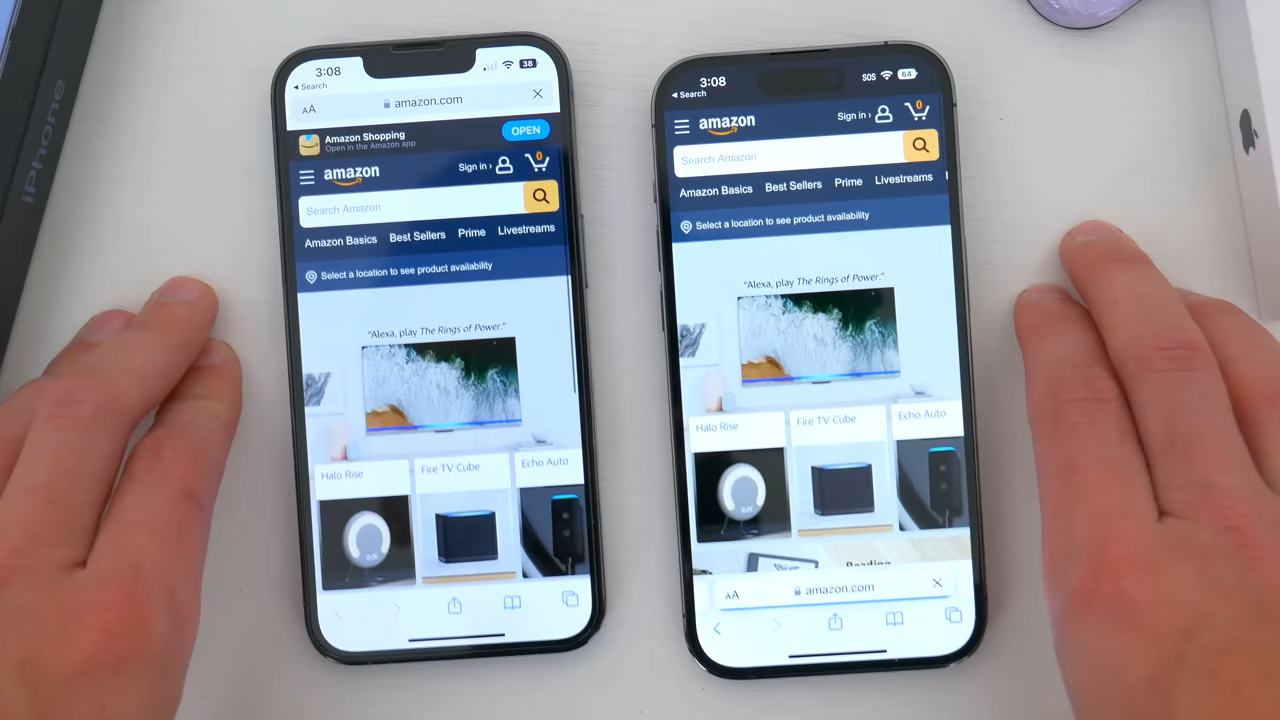 iPhone
3:08
38
Search
AA
amazon.com
Amazon Shopping
Open in the Amazon app
OPEN
amazon
Sign in ›
0
Search Amazon
Amazon Basics
Best Sellers
Prime
Livestreams
Select a location to see product availability
“Alexa, play The Rings of Power.”
Halo Rise
Fire TV Cube
Echo Auto
3:08
SOS
64
Search
amazon
Sign in ›
0
Search Amazon
Amazon Basics
Best Sellers
Prime
Livestreams
Select a location to see product availability
“Alexa, play The Rings of Power.”
Halo Rise
Fire TV Cube
Echo Auto
Reading
AA
amazon.com